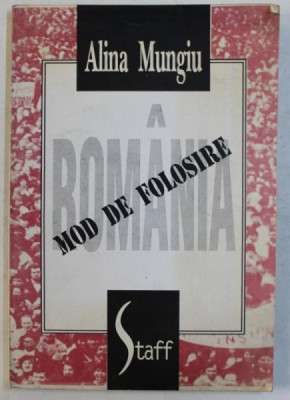 Alina Mungiu
ROMÂNIA
MOD DE FOLOSIRE
Staff